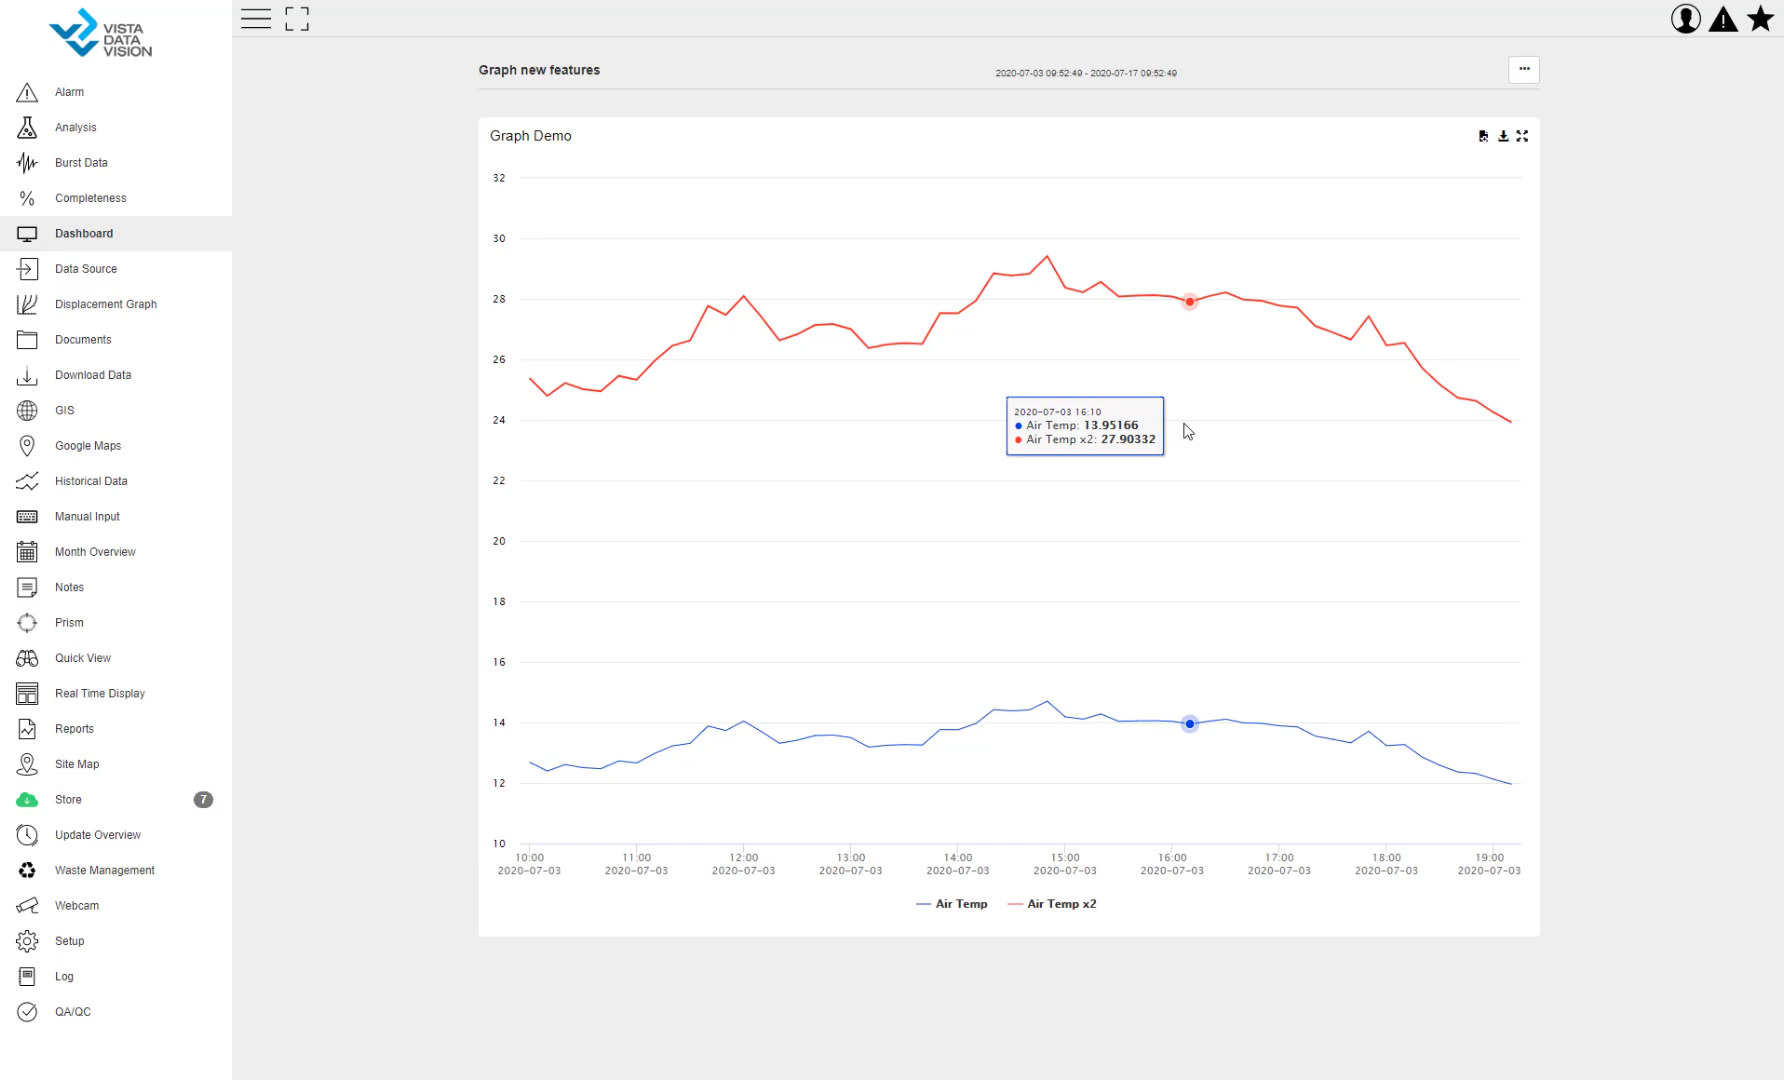 VISTA
DATA
VISION
Alarm
Analysis
Burst Data
Completeness
Dashboard
Data Source
Displacement Graph
Documents
Download Data
GIS
Google Maps
Historical Data
Manual Input
Month Overview
Notes
Prism
Quick View
Real Time Display
Reports
Site Map
Store 7
Update Overview
Waste Management
Webcam
Setup
Log
QA/QC
Graph new features 2020-07-03 09:52:49 - 2020-07-17 09:52:49
Graph Demo
32
30
28
26
24
22
20
18
16
14
12
10
2020-07-03 16:10
Air Temp: 13.95166
Air Temp x2: 27.90332
10:00 11:00 12:00 13:00 14:00 15:00 16:00 17:00 18:00 19:00
2020-07-03 2020-07-03 2020-07-03 2020-07-03 2020-07-03 2020-07-03 2020-07-03 2020-07-03 2020-07-03 2020-07-03
Air Temp Air Temp x2